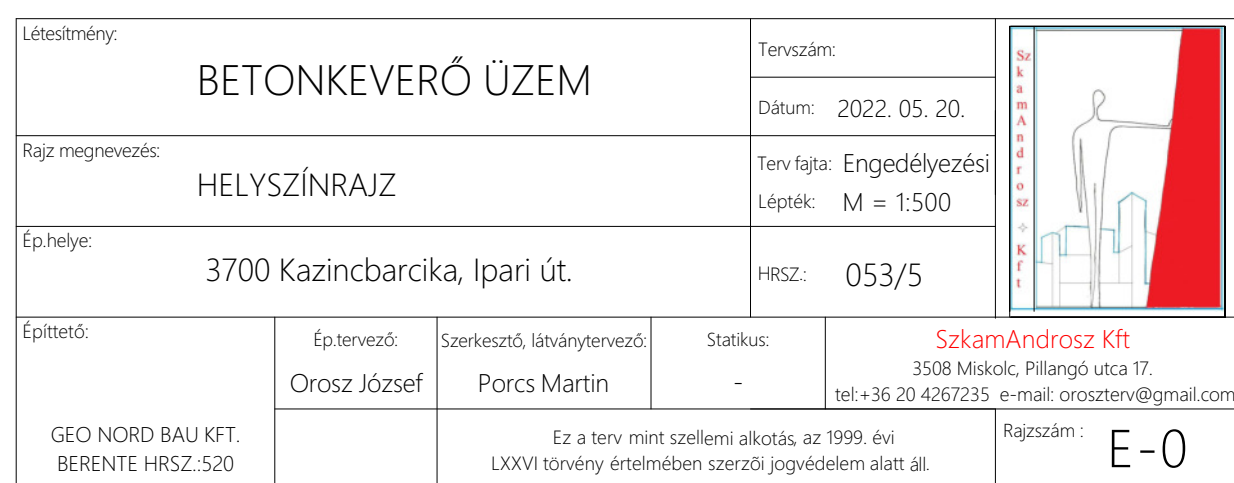 Létesítmény:
BETONKEVERŐ ÜZEM
Tervszám:
Dátum: 2022. 05. 20.
Rajz megnevezés:
HELYSZÍNRAJZ
Terv fajta: Engedélyezési
Lépték: M = 1:500
Ép.helye:
3700 Kazincbarcika, Ipari út.
HRSZ.: 053/5
SzkamAndrosz Kft
Építtető:
GEO NORD BAU KFT.
BERENTE HRSZ.:520
Ép.tervező:
Orosz József
Szerkesztő, látványtervező:
Porcs Martin
Statikus:
-
SzkamAndrosz Kft
3508 Miskolc, Pillangó utca 17.
tel:+36 20 4267235 e-mail: oroszterv@gmail.com
Ez a terv mint szellemi alkotás, az 1999. évi
LXXVI törvény értelmében szerzői jogvédelem alatt áll.
Rajzszám :
E-0